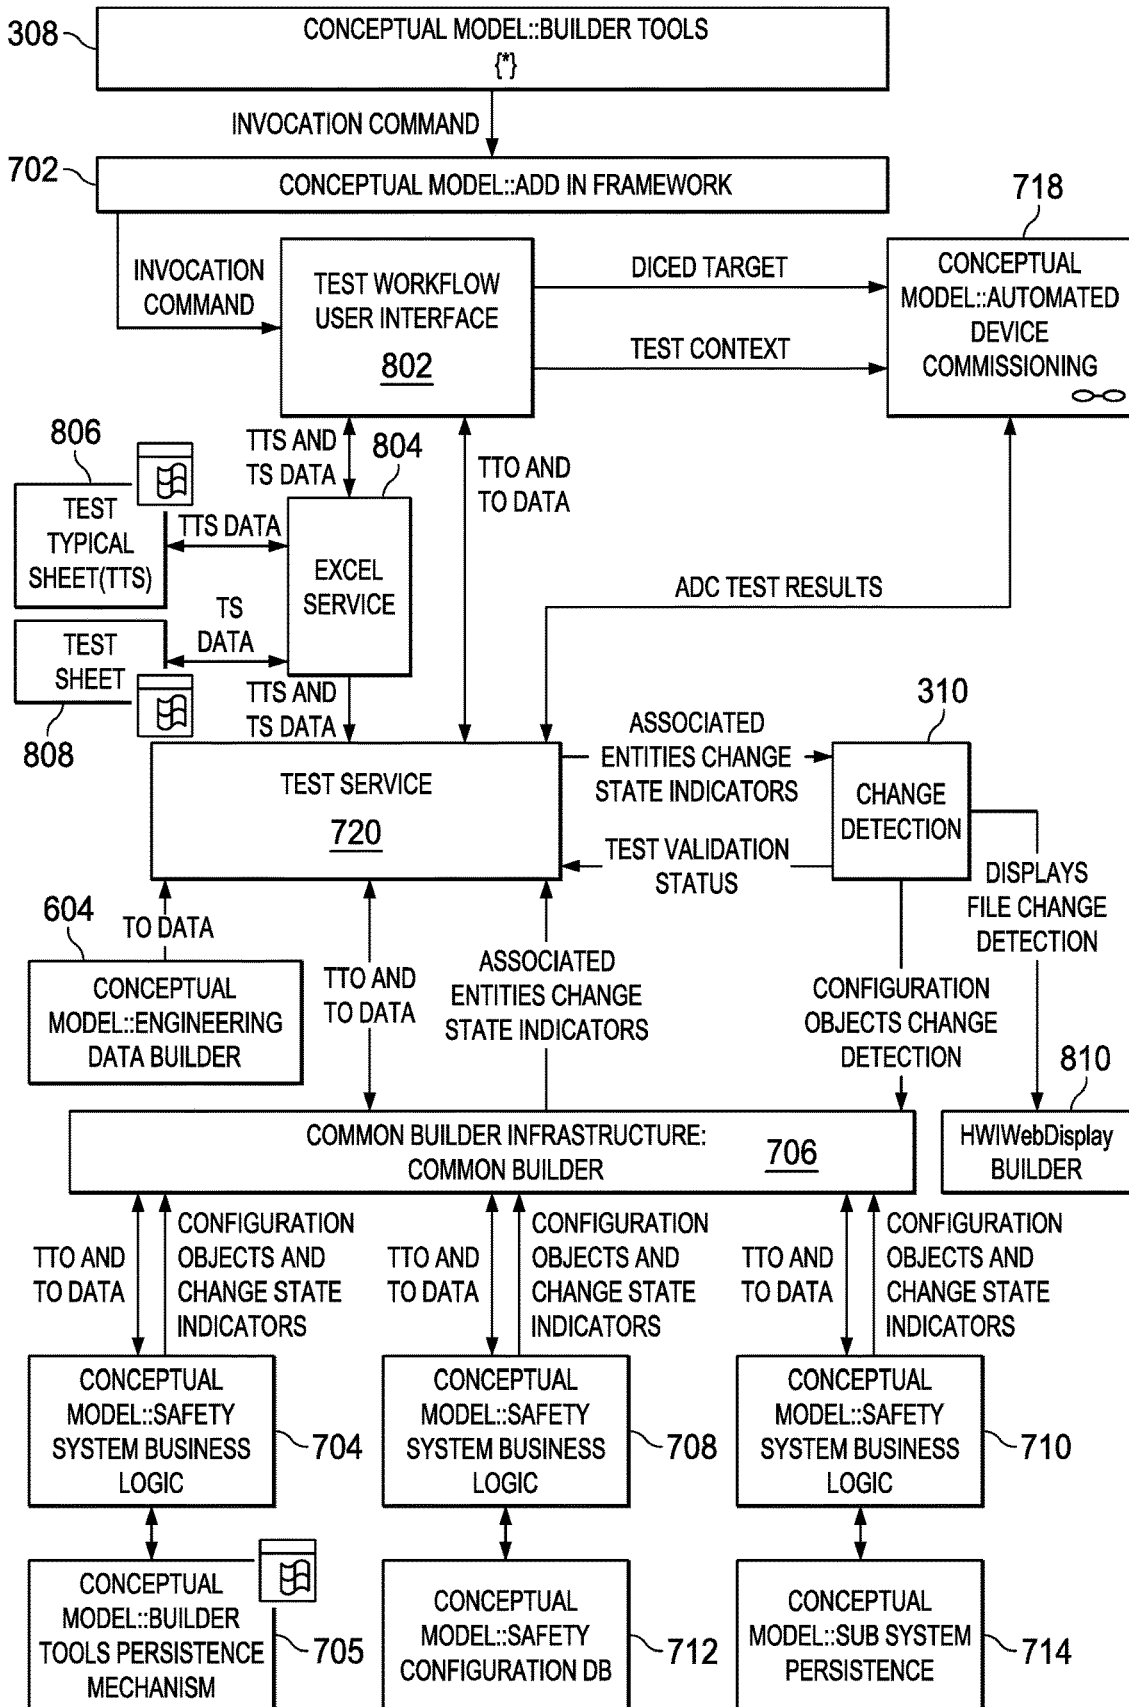 308
CONCEPTUAL MODEL::BUILDER TOOLS
{*}
INVOCATION COMMAND
702
CONCEPTUAL MODEL::ADD IN FRAMEWORK
718
INVOCATION
COMMAND
TEST WORKFLOW
USER INTERFACE
802
DICED TARGET
TEST CONTEXT
CONCEPTUAL
MODEL::AUTOMATED
DEVICE
COMMISSIONING
806
TTS AND
TS DATA
804
TTO AND
TO DATA
TEST
TYPICAL
SHEET(TTS)
TTS DATA
EXCEL
SERVICE
ADC TEST RESULTS
TS
DATA
TEST
SHEET
808
TTS AND
TS DATA
310
ASSOCIATED
ENTITIES CHANGE
STATE INDICATORS
TEST SERVICE
720
CHANGE
DETECTION
TEST VALIDATION
STATUS
DISPLAYS
FILE CHANGE
DETECTION
604
TO DATA
CONCEPTUAL
MODEL::ENGINEERING
DATA BUILDER
TTO AND
TO DATA
ASSOCIATED
ENTITIES CHANGE
STATE INDICATORS
CONFIGURATION
OBJECTS CHANGE
DETECTION
810
COMMON BUILDER INFRASTRUCTURE:
COMMON BUILDER
706
HWIWebDisplay
BUILDER
TTO AND
TO DATA
CONFIGURATION
OBJECTS AND
CHANGE STATE
INDICATORS
TTO AND
TO DATA
CONFIGURATION
OBJECTS AND
CHANGE STATE
INDICATORS
TTO AND
TO DATA
CONFIGURATION
OBJECTS AND
CHANGE STATE
INDICATORS
CONCEPTUAL
MODEL::SAFETY
SYSTEM BUSINESS
LOGIC
704
CONCEPTUAL
MODEL::SAFETY
SYSTEM BUSINESS
LOGIC
708
CONCEPTUAL
MODEL::SAFETY
SYSTEM BUSINESS
LOGIC
710
CONCEPTUAL
MODEL::BUILDER
TOOLS PERSISTENCE
MECHANISM
705
CONCEPTUAL
MODEL::SAFETY
CONFIGURATION DB
712
CONCEPTUAL
MODEL::SUB SYSTEM
PERSISTENCE
714